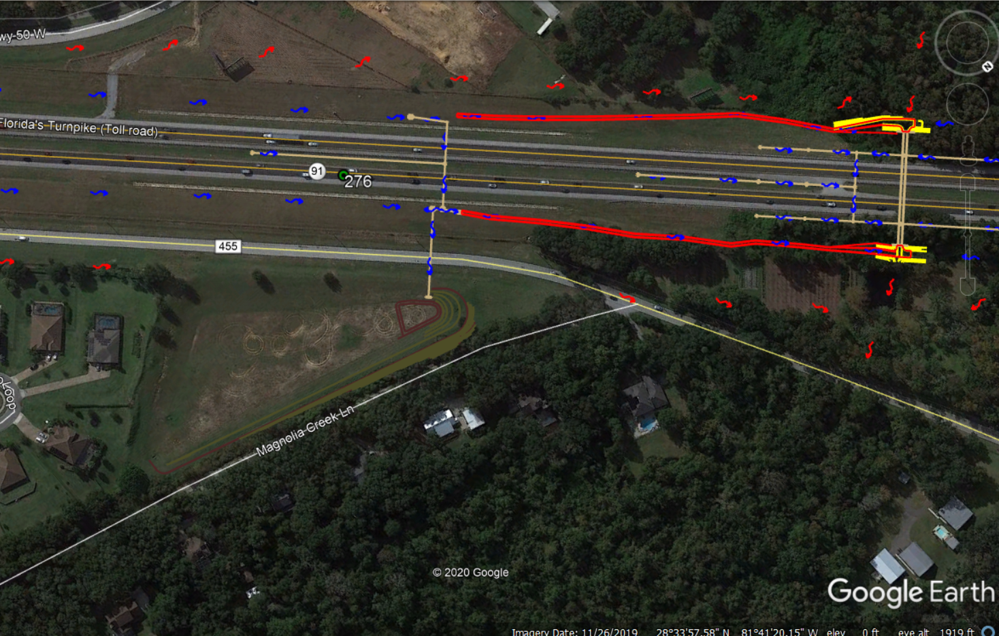 wy 50 W
Florida's Turnpike (Toll road)
91
276
455
Loop
Magnolia Creek Ln
N
© 2020 Google
Google Earth
Imagery Date: 11/26/2019 28°33'57.58" N 81°41'20.15" W elev 0 ft eye alt 1919 ft